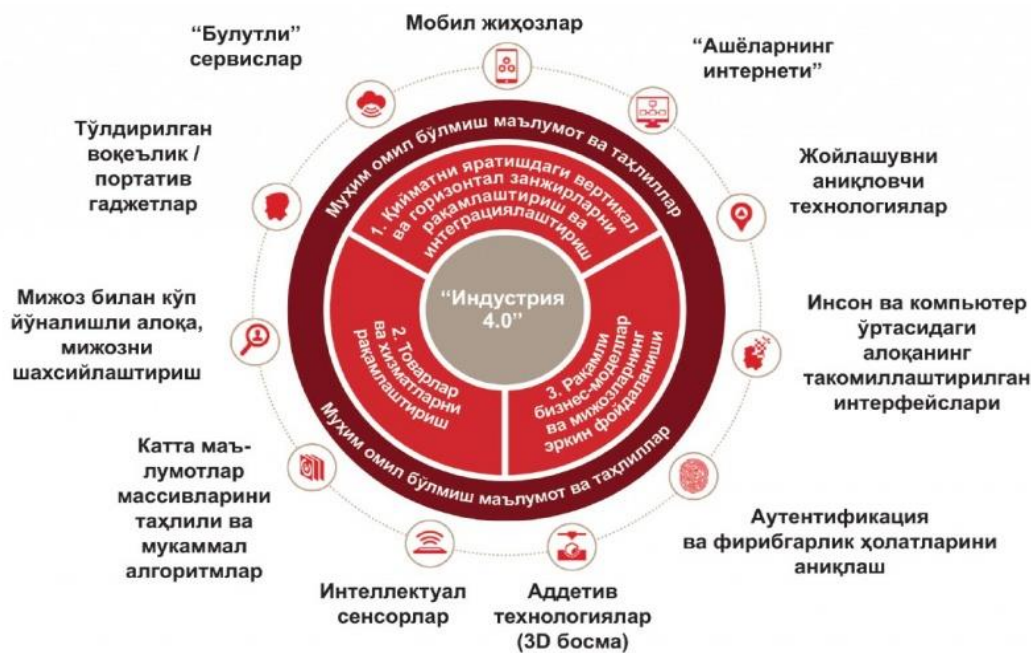 Мобил жиҳозлар
“Булутли”
сервислар
“Ашёларнинг
интернети”
Тўлдирилган
воқеълик /
портатив
гаджетлар
Жойлашувни
аниқловчи
технологиялар
Мижоз билан кўп
йўналишли алоқа,
мижозни
шахсийлаштириш
Инсон ва компьютер
ўртасидаги
алоқанинг
такомиллаштирилган
интерфейслари
Катта маъ-
лумотлар
массивларини
таҳлили ва
мукаммал
алгоритмлар
Интеллектуал
сенсорлар
Аддетив
технологиялар
(3D босма)
Аутентификация
ва фирибгарлик ҳолатларини
аниқлаш
Муҳим омил бўлмиш маълумот ва таҳлиллар
1. Қийматни яратишдаги вертикал
ва горизонтал занжирларни
рақамлаштириш ва
интеграциялаштириш
“Индустрия
4.0”
2. Товарлар
ва хизматларни
рақамлаштириш
3. Рақамли
бизнес-моделлар
ва мижозларнинг
эркин фойдаланиши
Муҳим омил бўлмиш маълумот ва таҳлиллар